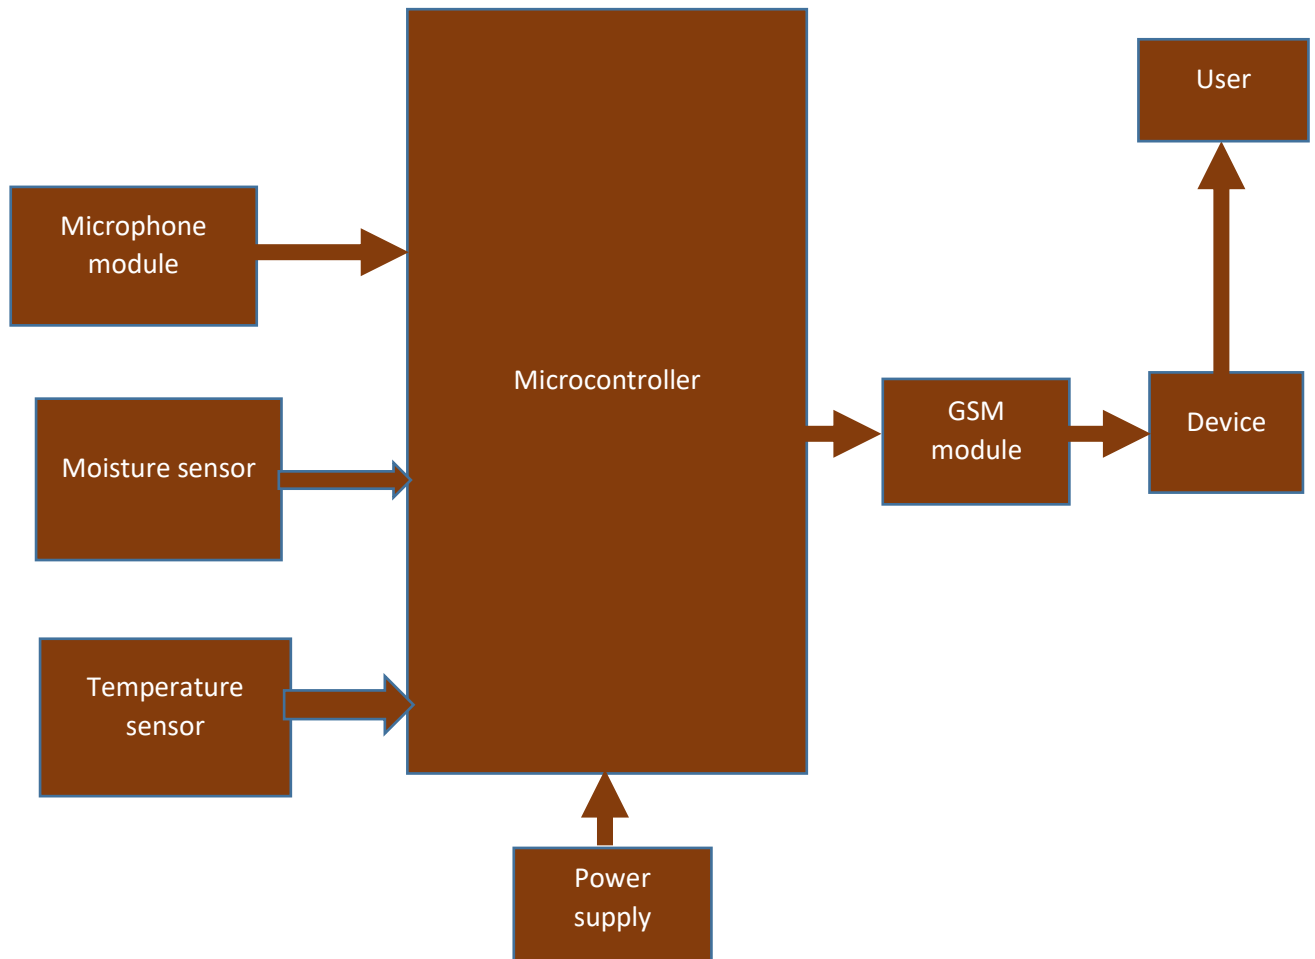 User
Microphone
module
Microcontroller
GSM
module
Device
Moisture sensor
Temperature
sensor
Power
supply